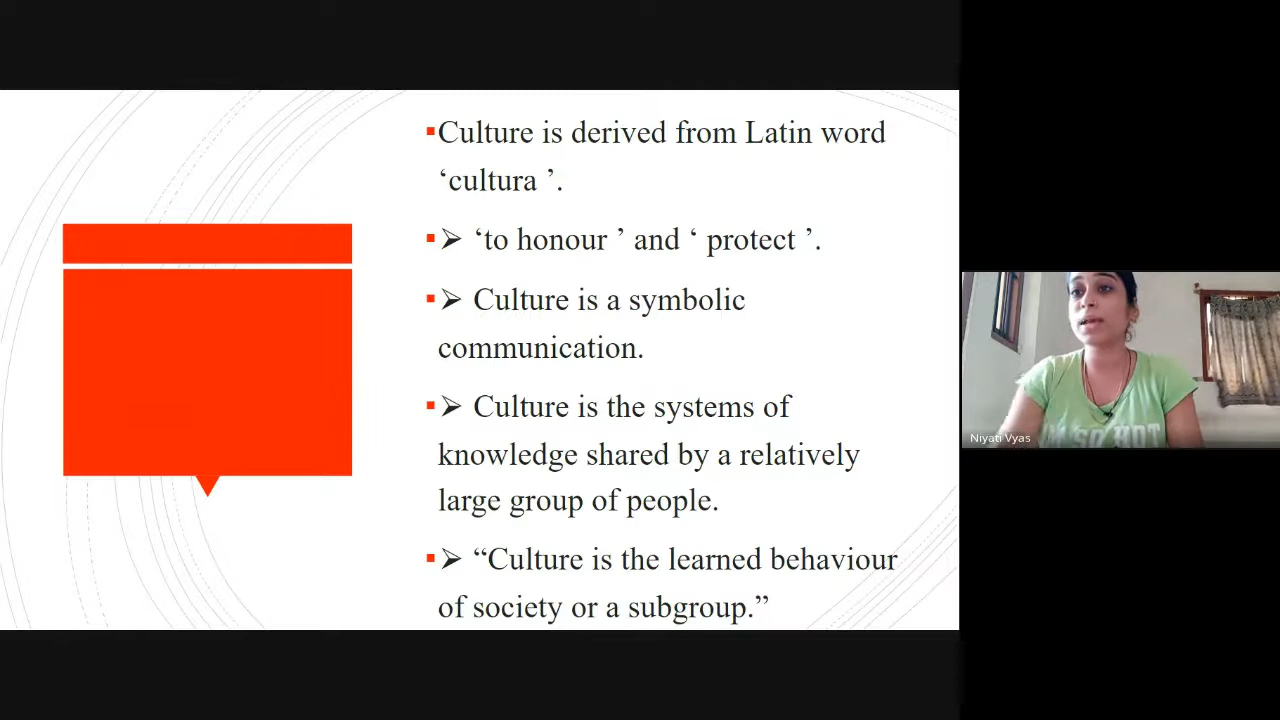 ▪Culture is derived from Latin word
‘cultura ’.
▪➢ ‘to honour ’ and ‘ protect ’.
▪➢ Culture is a symbolic
communication.
▪➢ Culture is the systems of
knowledge shared by a relatively
large group of people.
▪➢ “Culture is the learned behaviour
of society or a subgroup.”
Niyati Vyas
SO HOT